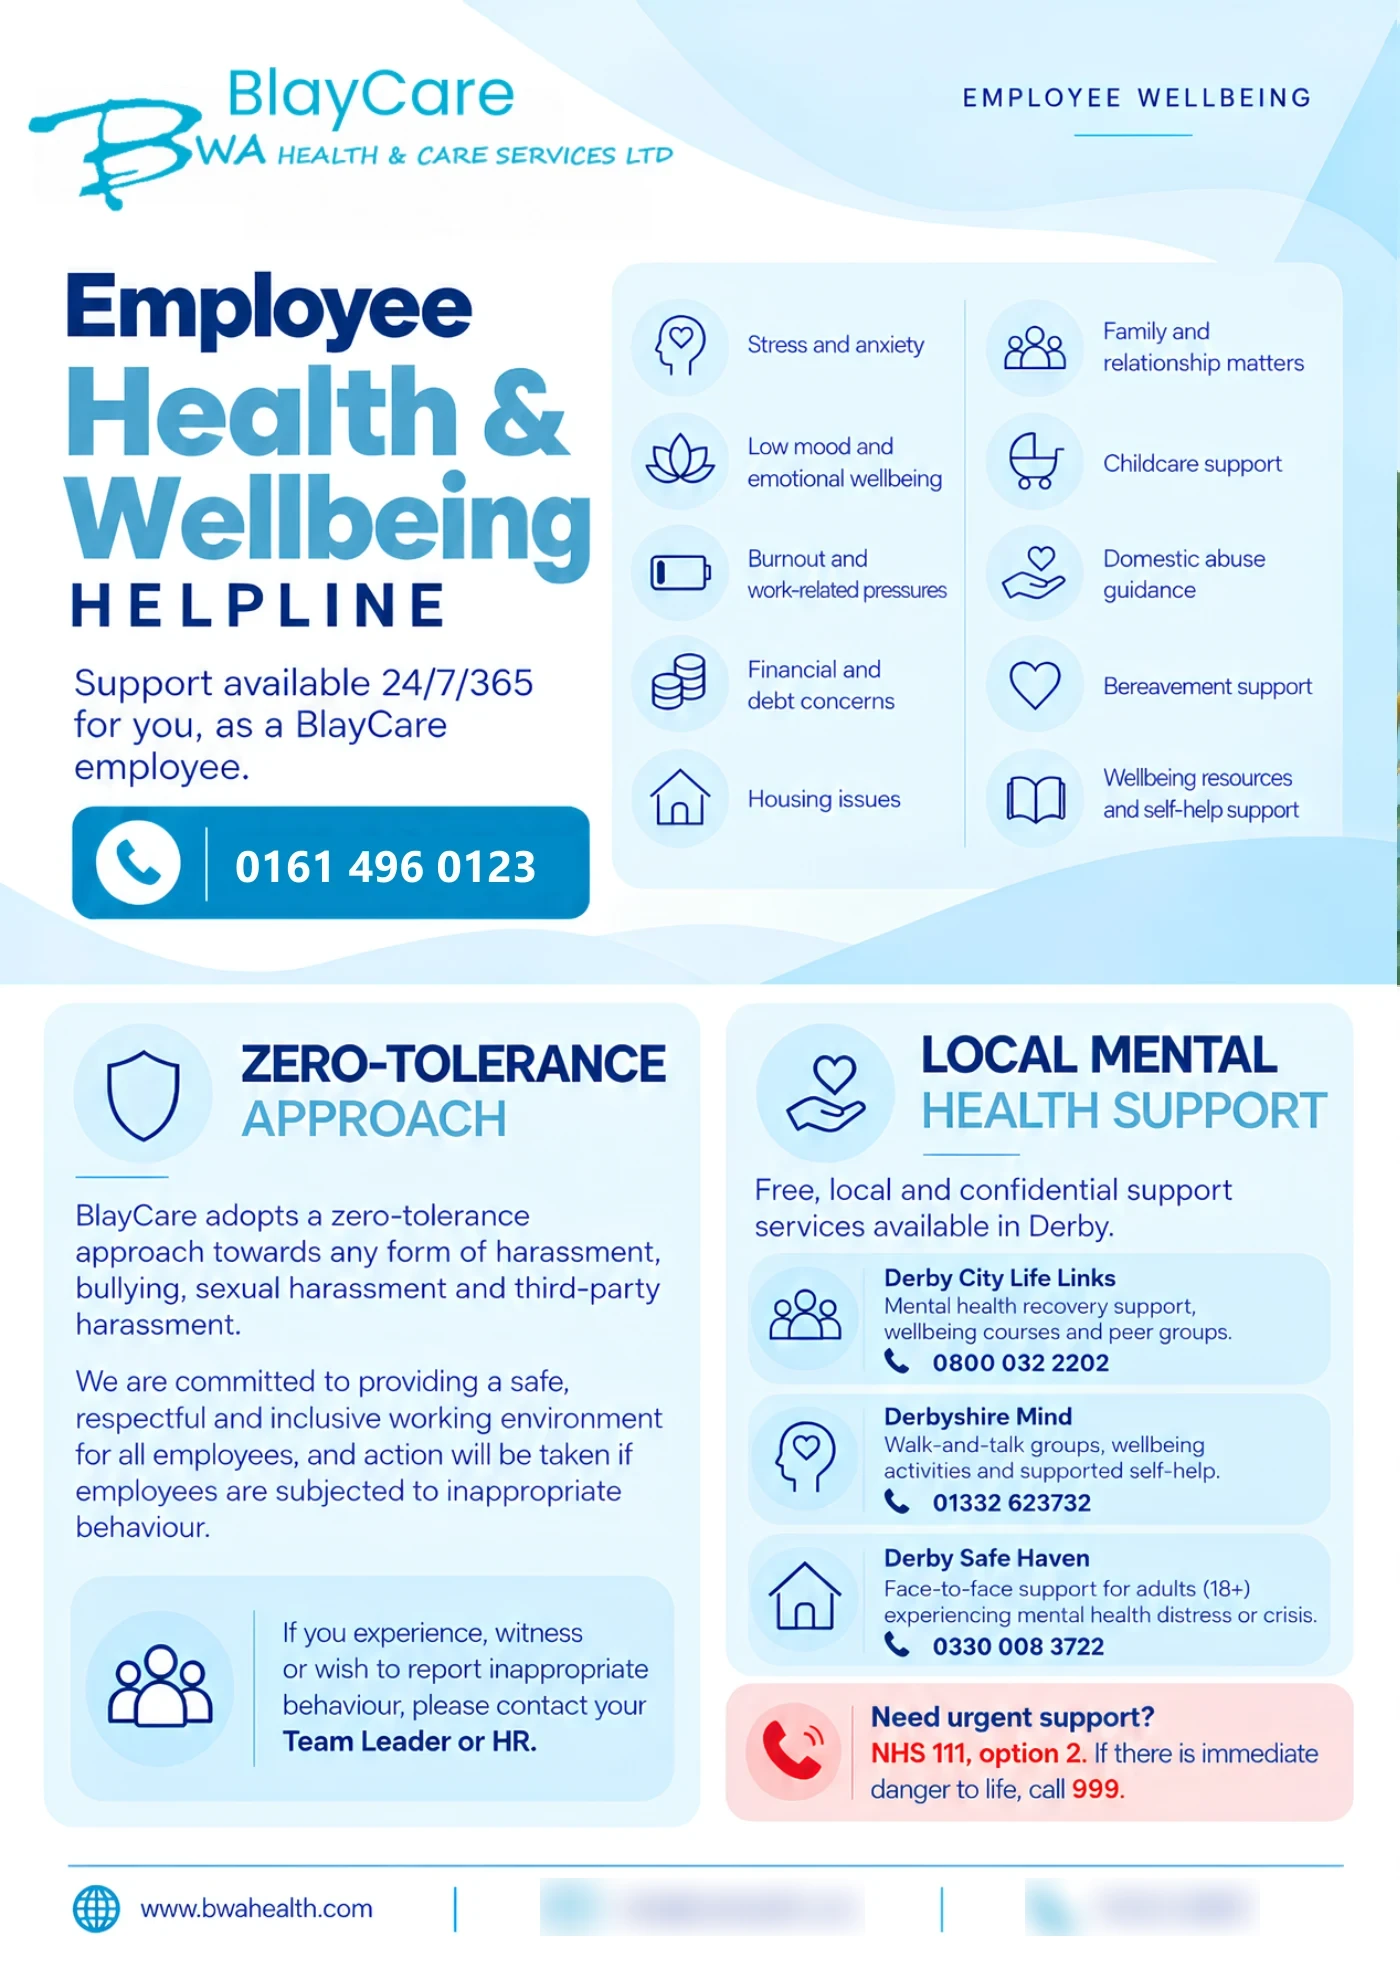 BlayCare
BWA HEALTH & CARE SERVICES LTD
EMPLOYEE WELLBEING
Employee
Health &
Wellbeing
HELPLINE
Support available 24/7/365
for you, as a BlayCare
employee.
0161 496 0123
Stress and anxiety
Low mood and
emotional wellbeing
Burnout and
work-related pressures
Financial and
debt concerns
Housing issues
Family and
relationship matters
Childcare support
Domestic abuse
guidance
Bereavement support
Wellbeing resources
and self-help support
ZERO-TOLERANCE
APPROACH
BlayCare adopts a zero-tolerance
approach towards any form of harassment,
bullying, sexual harassment and third-party
harassment.
We are committed to providing a safe,
respectful and inclusive working environment
for all employees, and action will be taken if
employees are subjected to inappropriate
behaviour.
If you experience, witness
or wish to report inappropriate
behaviour, please contact your
Team Leader or HR.
LOCAL MENTAL
HEALTH SUPPORT
Free, local and confidential support
services available in Derby.
Derby City Life Links
Mental health recovery support,
wellbeing courses and peer groups.
0800 032 2202
Derbyshire Mind
Walk-and-talk groups, wellbeing
activities and supported self-help.
01332 623732
Derby Safe Haven
Face-to-face support for adults (18+)
experiencing mental health distress or crisis.
0330 008 3722
Need urgent support?
NHS 111, option 2. If there is immediate
danger to life, call 999.
www.bwahealth.com